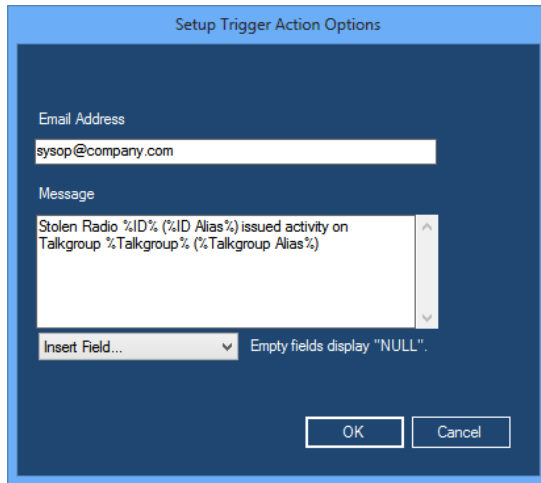 Setup Trigger Action Options
Email Address
sysop@company.com
Message
Stolen Radio %ID% (%ID Alias%) issued activity on
Talkgroup %Talkgroup% (%Talkgroup Alias%)
Insert Field... Empty fields display "NULL".
OK Cancel